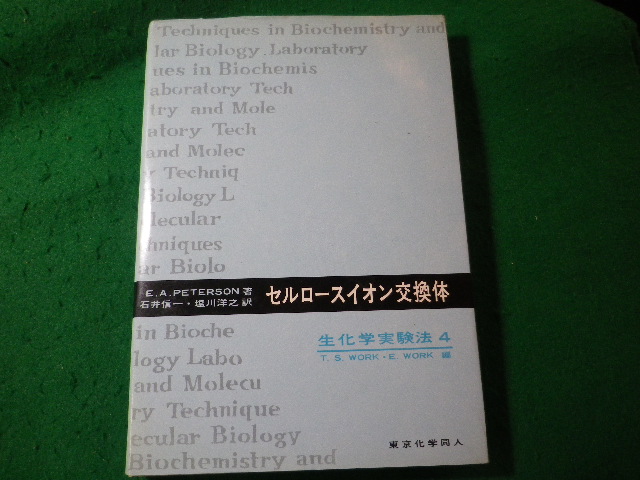 Techniques in Biochemistry and
lar Biology Laboratory
ues in Biochemis
aboratory Tech
try and Mole
atory Tech
and Molec
y Techniq
Biology L
olecular
hniques
ar Biolo
E.A.PETERSON 著
石井信一・塩川洋之 訳
セルロースイオン交換体
in Bioche
生化学実験法 4
T. S. WORK・E. WORK 編
logy Labo
and Molecu
ry Technique
ecular Biology
東京化学同人
Biochemistry and